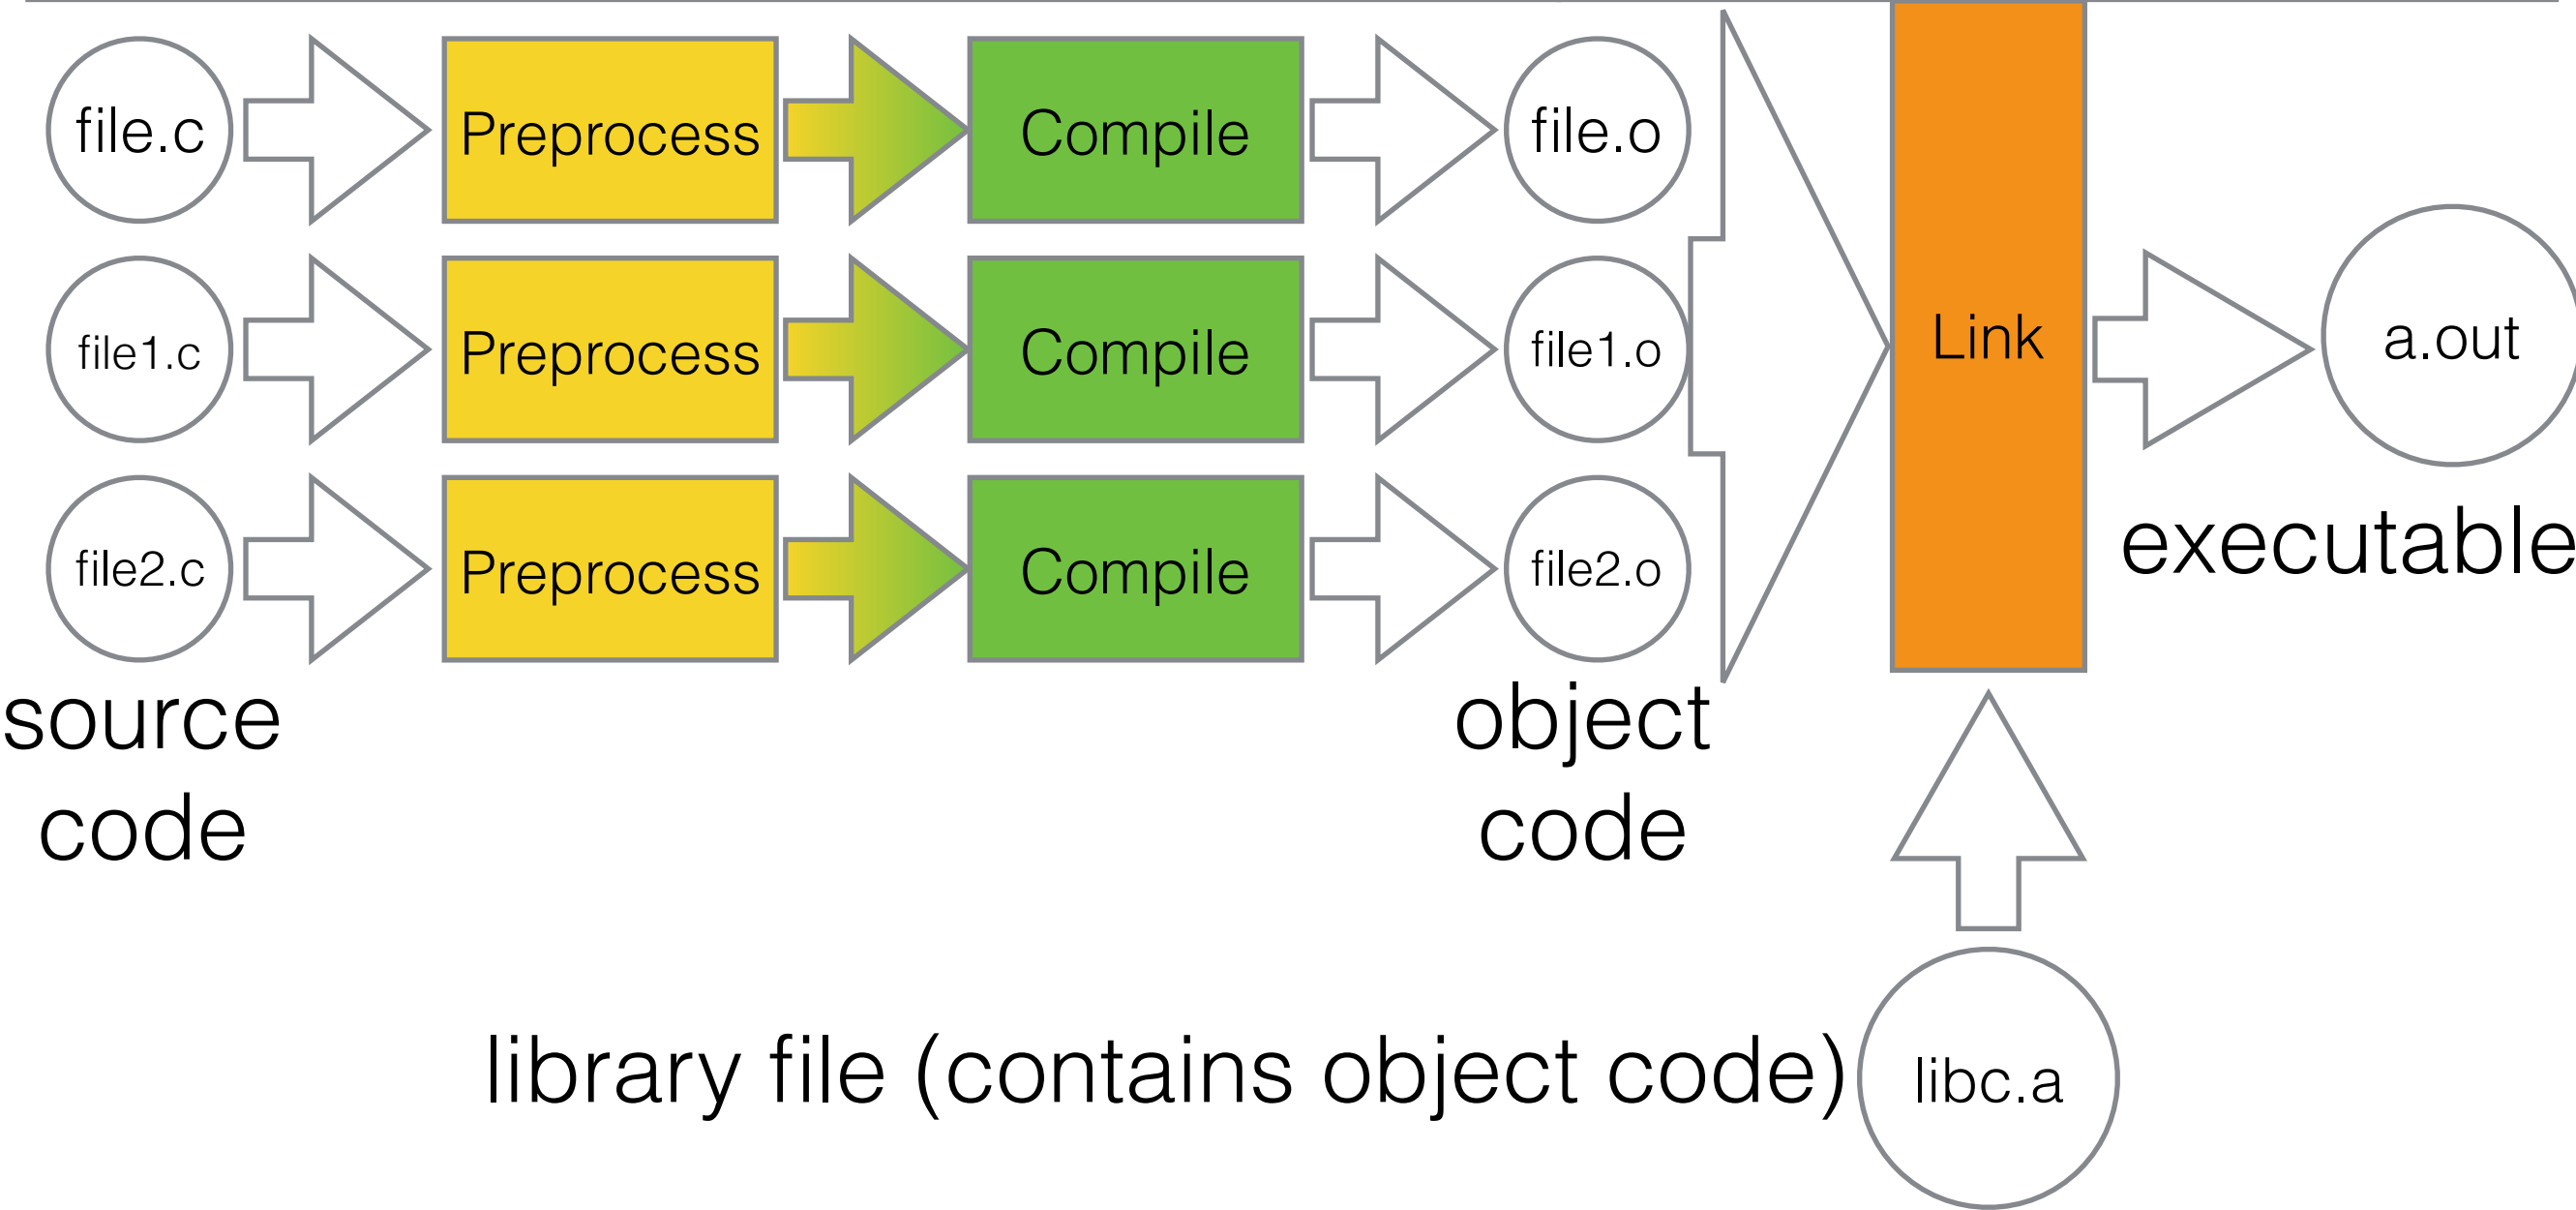 file.c
Preprocess
Compile
file.o
file1.c
Preprocess
Compile
file1.o
Link
a.out
file2.c
Preprocess
Compile
file2.o
executable
source
code
object
code
library file (contains object code)
libc.a